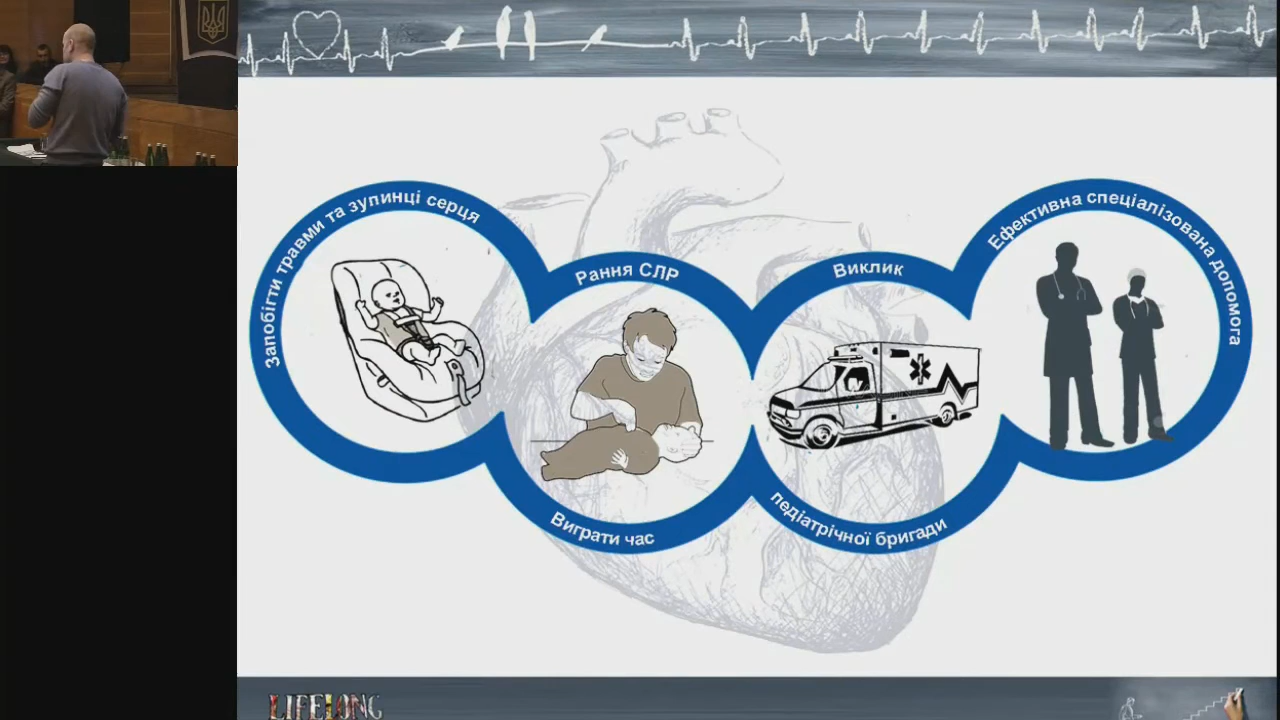 Запобігти травми та зупинці серця
Рання СЛР
Виграти час
Виклик
педіатрічної бригади
Ефективна спеціалізована допомога
LIFELONG